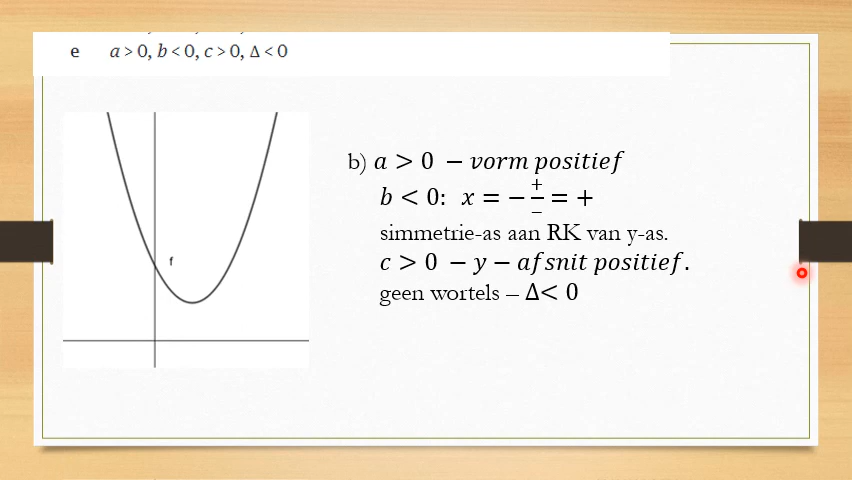 e a > 0, b < 0, c > 0, Δ < 0
f
b) a > 0 − vorm positief
b < 0: x = − + / − = +
simmetrie-as aan RK van y-as.
c > 0 − y − afsnit positief.
geen wortels – Δ< 0